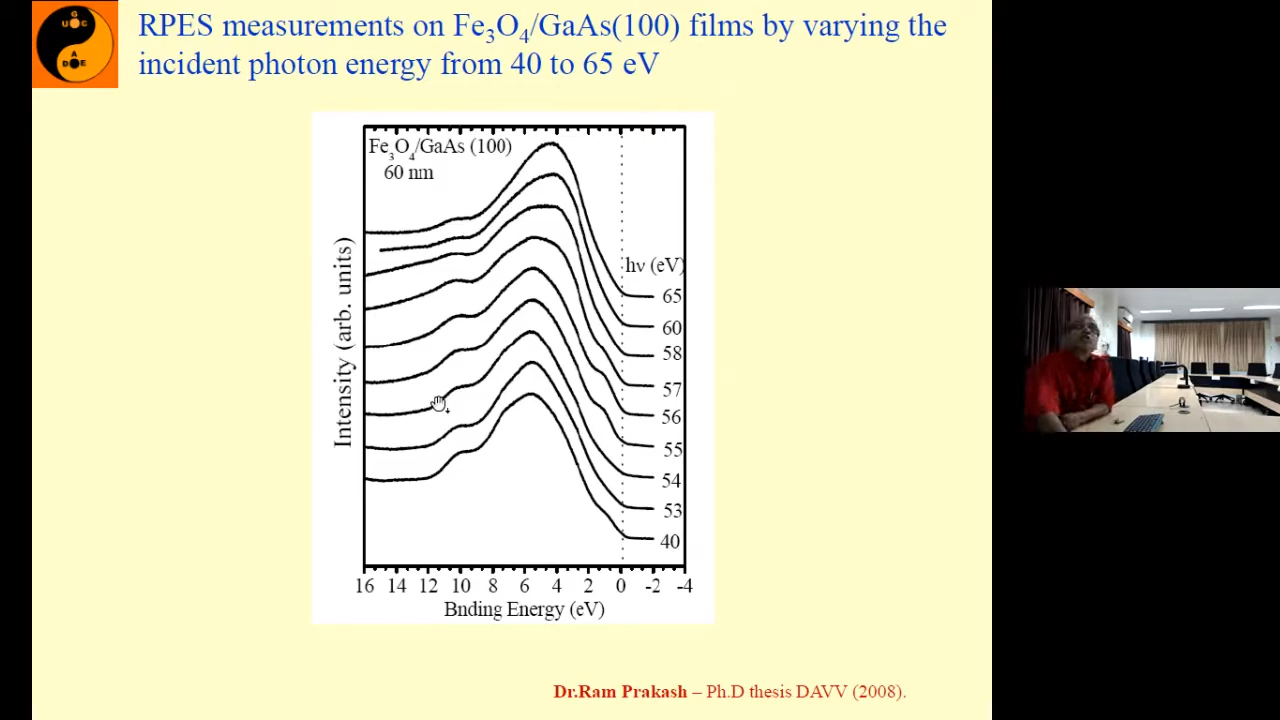 RPES measurements on Fe3O4/GaAs(100) films by varying the
incident photon energy from 40 to 65 eV
G
U G C
A
D E
Fe3O4/GaAs (100)
60 nm
Intensity (arb. units)
hν (eV)
65
60
58
57
56
55
54
53
40
16 14 12 10 8 6 4 2 0 -2 -4
Bnding Energy (eV)
Dr.Ram Prakash – Ph.D thesis DAVV (2008).